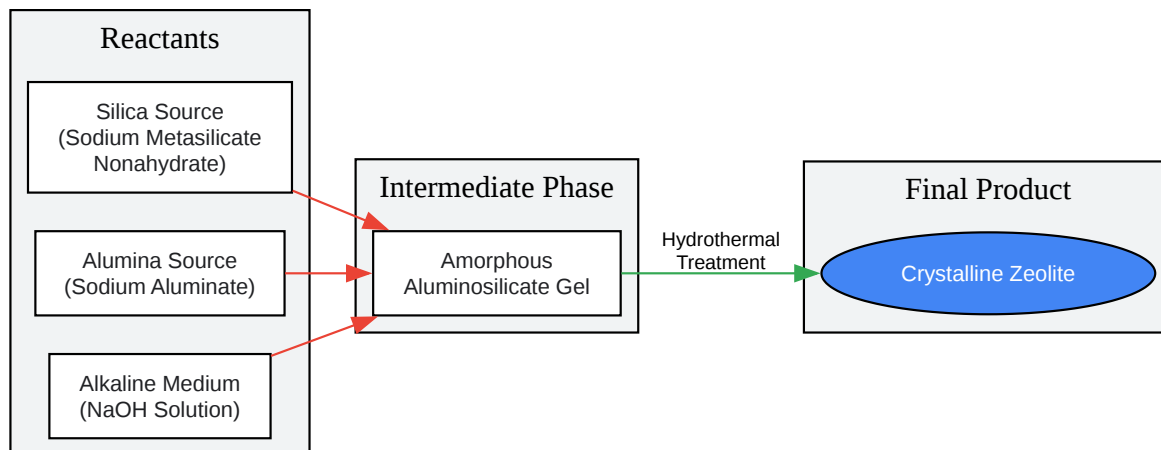 Reactants
Silica Source
(Sodium Metasilicate
Nonahydrate)
Alumina Source
(Sodium Aluminate)
Alkaline Medium
(NaOH Solution)
Intermediate Phase
Amorphous
Aluminosilicate Gel
Hydrothermal
Treatment
Final Product
Crystalline Zeolite